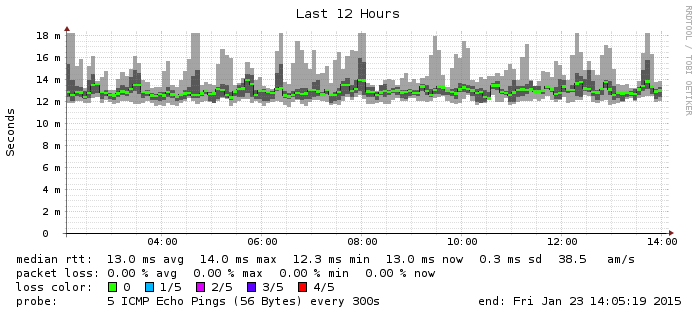 Last 12 Hours
RRDTOOL / TOBI OETIKER
Seconds
18 m
16 m
14 m
12 m
10 m
8 m
6 m
4 m
2 m
0
04:00 06:00 08:00 10:00 12:00 14:00
median rtt: 13.0 ms avg 14.0 ms max 12.3 ms min 13.0 ms now 0.3 ms sd 38.5 am/s
packet loss: 0.00 % avg 0.00 % max 0.00 % min 0.00 % now
loss color: 0 1/5 2/5 3/5 4/5
probe: 5 ICMP Echo Pings (56 Bytes) every 300s end: Fri Jan 23 14:05:19 2015